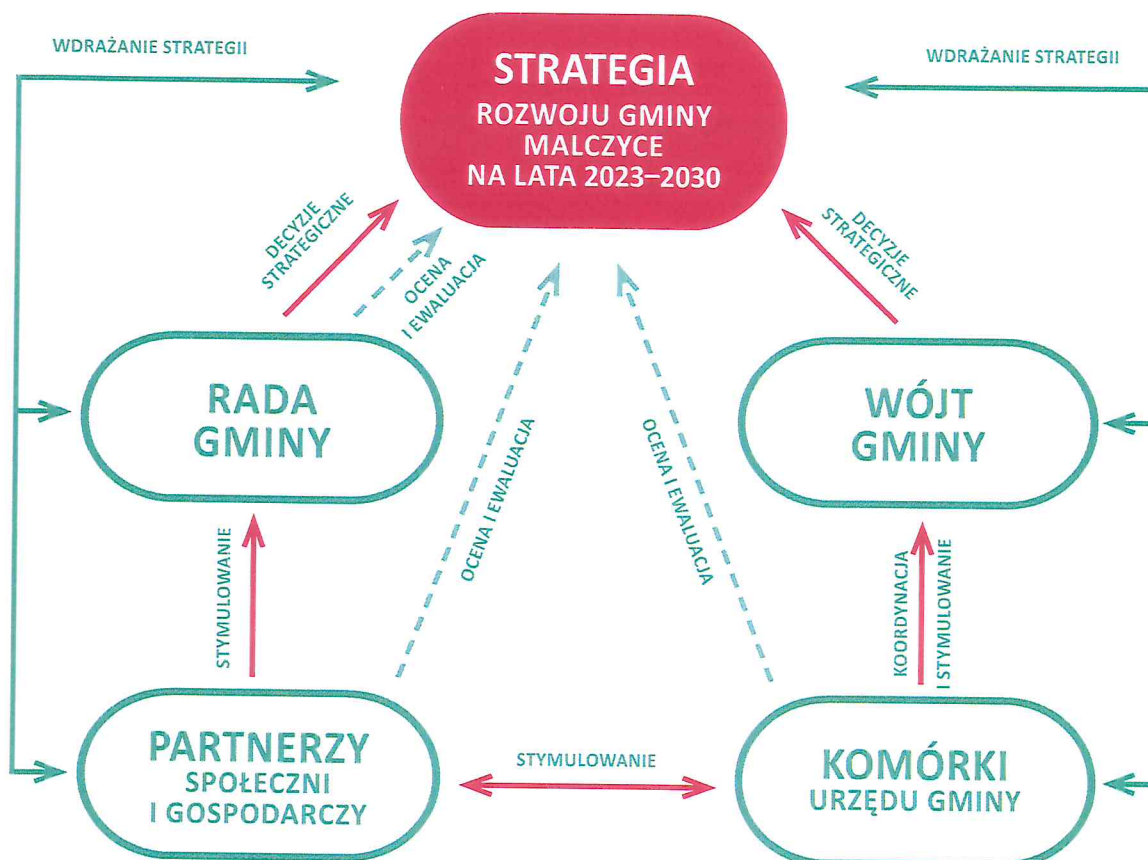 WDRAŻANIE STRATEGII
WDRAŻANIE STRATEGII
STRATEGIA
ROZWOJU GMINY
MALCZYCE
NA LATA 2023–2030
DECYZJE
STRATEGICZNE
OCENA
I EWALUACJA
DECYZJE
STRATEGICZNE
RADA
GMINY
WÓJT
GMINY
OCENA I EWALUACJA
OCENA I EWALUACJA
STYMULOWANIE
KOORDYNACJA
I STYMULOWANIE
PARTNERZY
SPOŁECZNI
I GOSPODARCZY
STYMULOWANIE
KOMÓRKI
URZĘDU GMINY